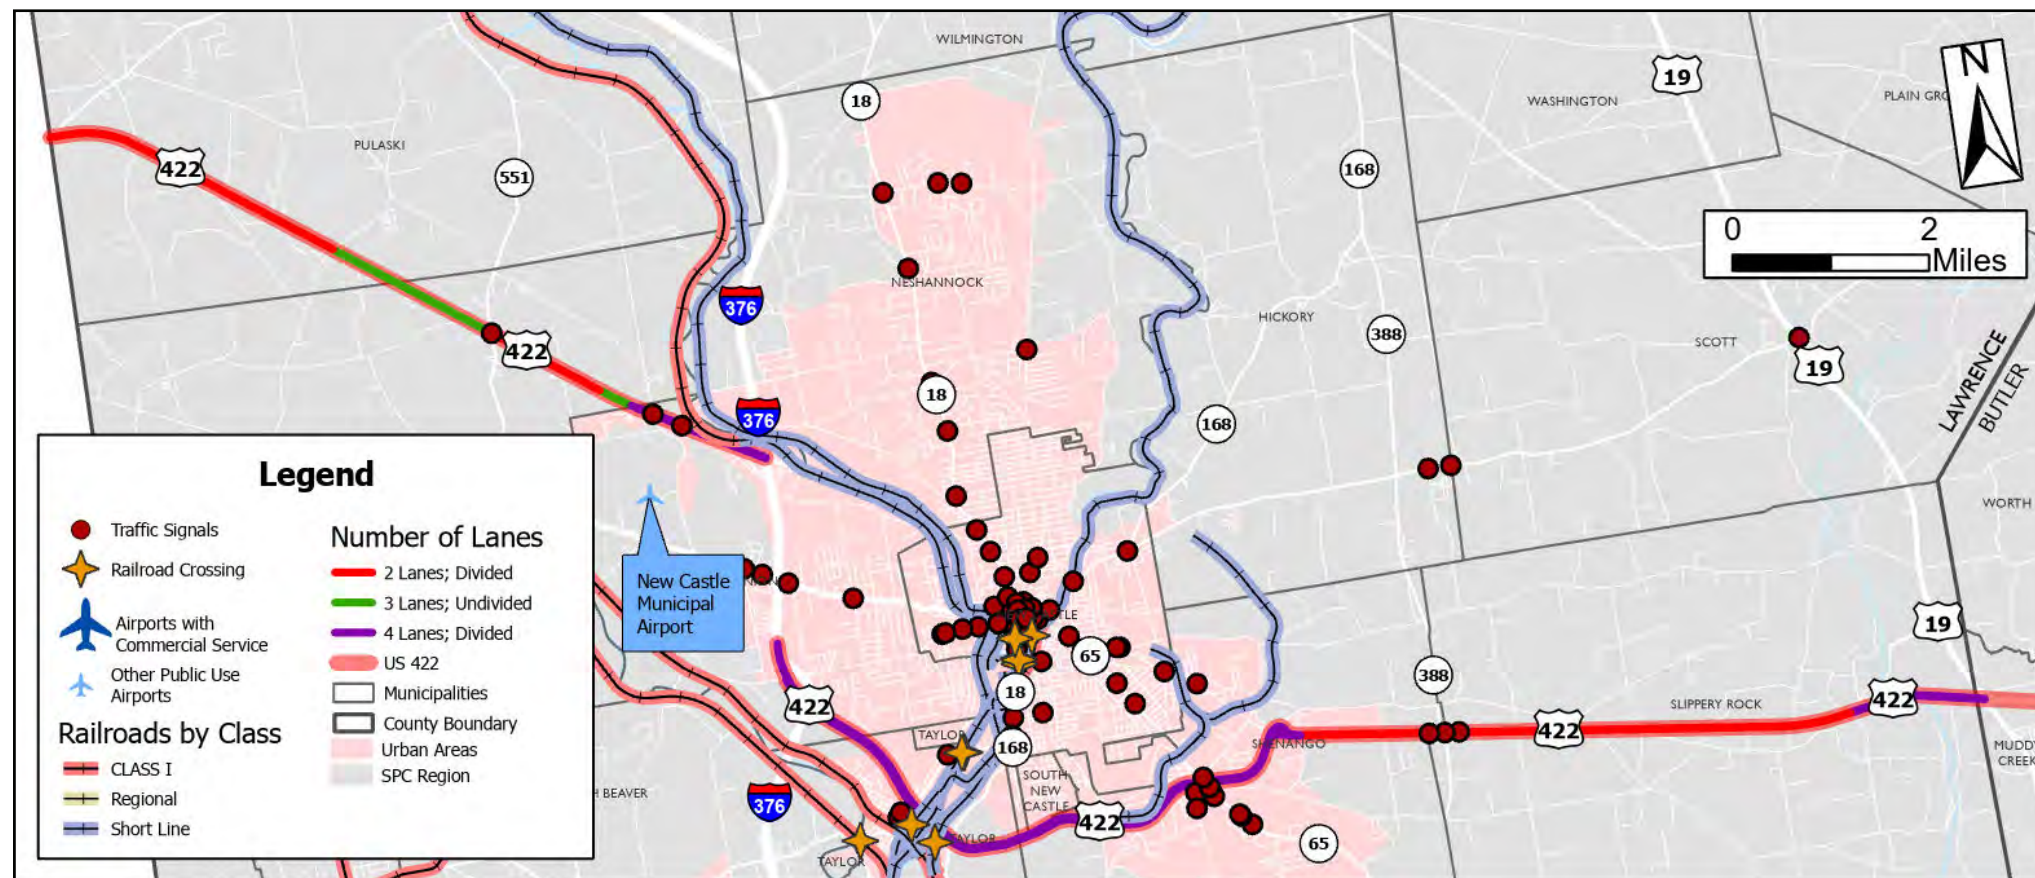 WILMINGTON
18
19
WASHINGTON
PLAIN GRO
N
PULASKI
422
551
168
0 2
Miles
NESHANNOCK
376
HICKORY
388
422
SCOTT
19
LAWRENCE
BUTLER
18
376
168
Legend
Traffic Signals
Railroad Crossing
Airports with
Commercial Service
Other Public Use
Airports
Railroads by Class
CLASS I
Regional
Short Line
Number of Lanes
2 Lanes; Divided
3 Lanes; Undivided
4 Lanes; Divided
US 422
Municipalities
County Boundary
Urban Areas
SPC Region
New Castle
Municipal
Airport
WORTH
TLE
65
19
388
18
422
SLIPPERY ROCK
422
422
TAYLOR
168
SHENANGO
MUDDY
CREEK
H BEAVER
376
SOUTH
NEW
CASTLE
422
TAYLOR
TAYLOR
65